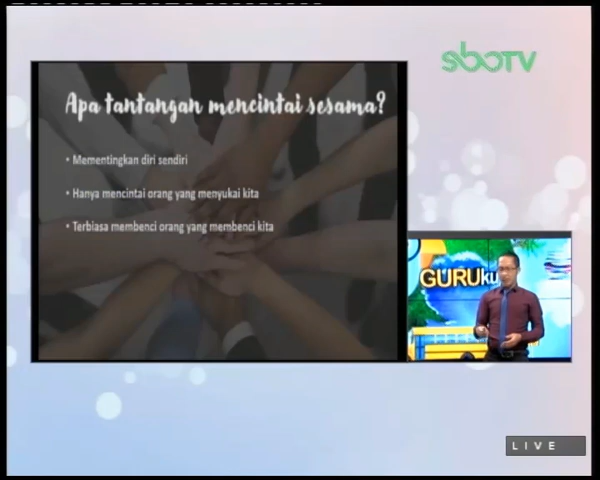 sboTV
Apa tantangan mencintai sesama?
• Mementingkan diri sendiri
• Hanya mencintai orang yang menyukai kita
• Terbiasa membenci orang yang membenci kita
GURUku
LIVE